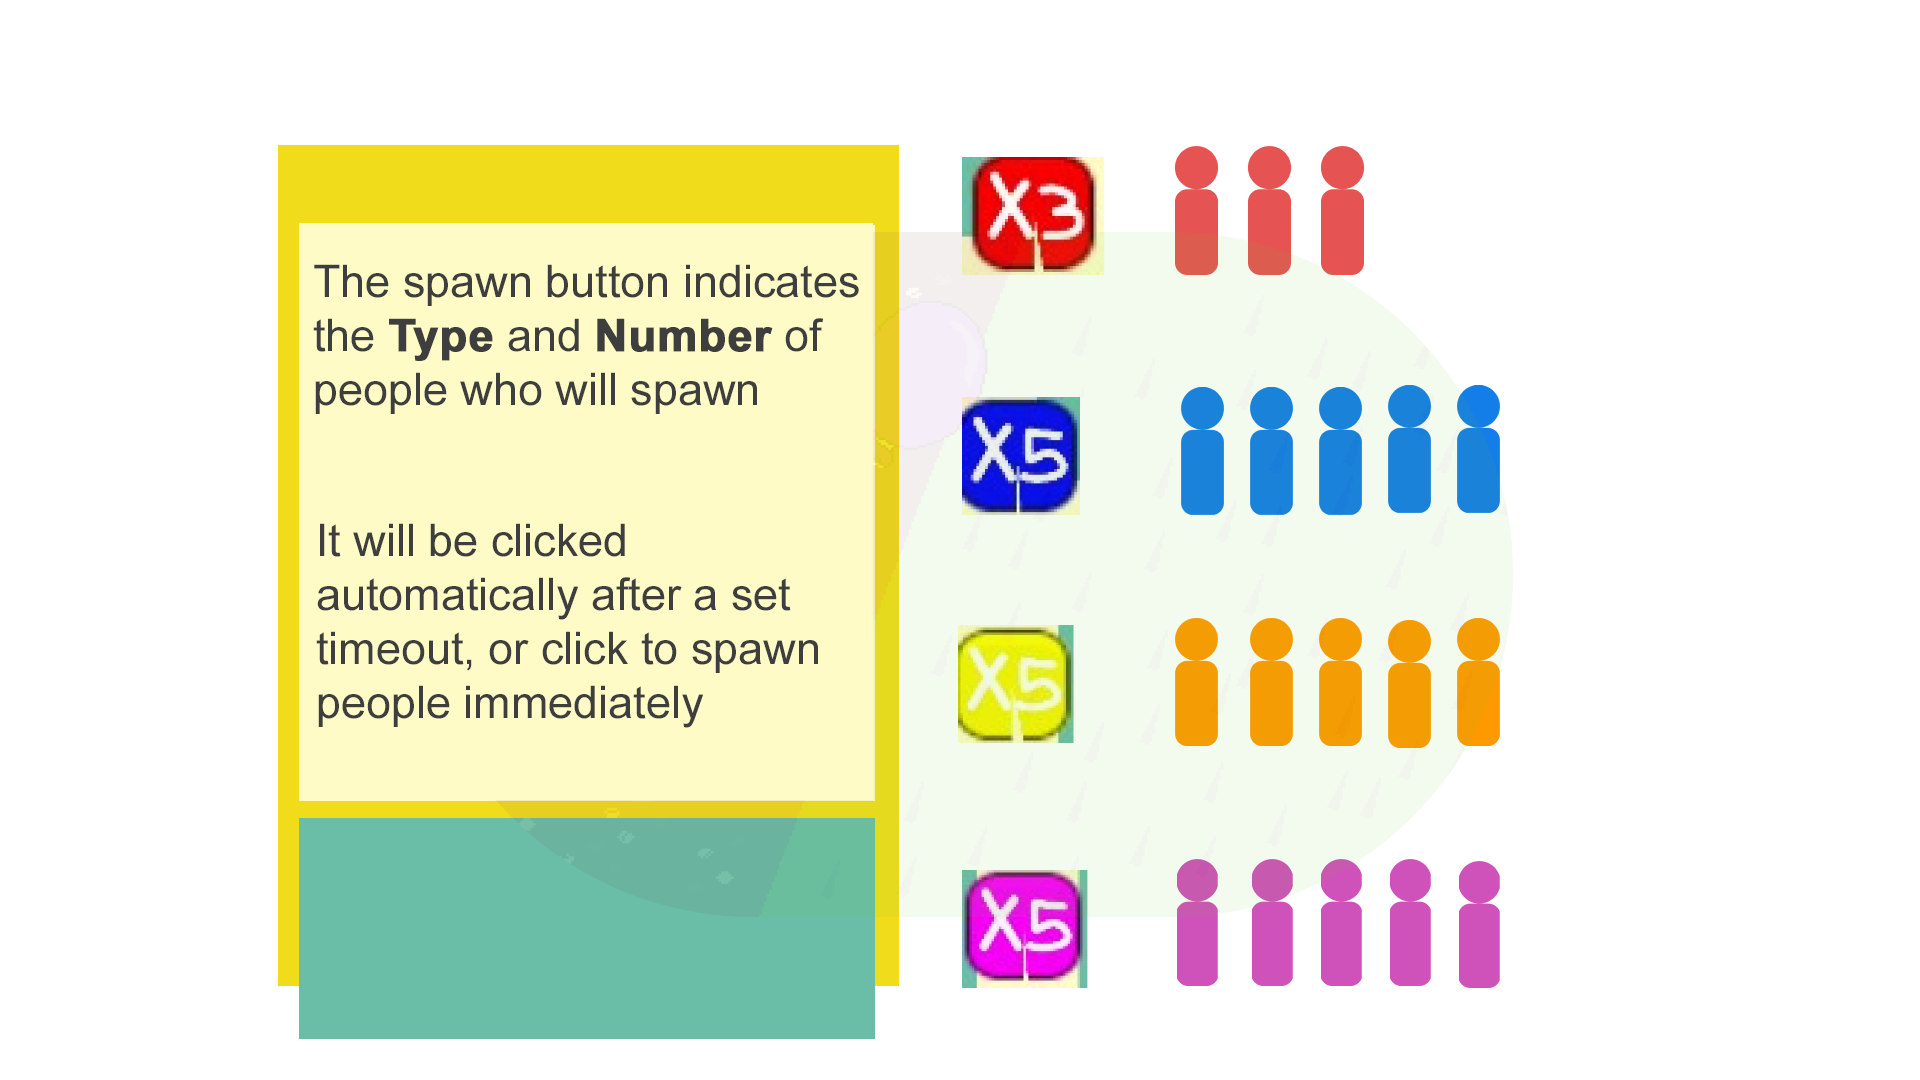 The spawn button indicates
the Type and Number of
people who will spawn
It will be clicked
automatically after a set
timeout, or click to spawn
people immediately
X3
X5
X5
X5